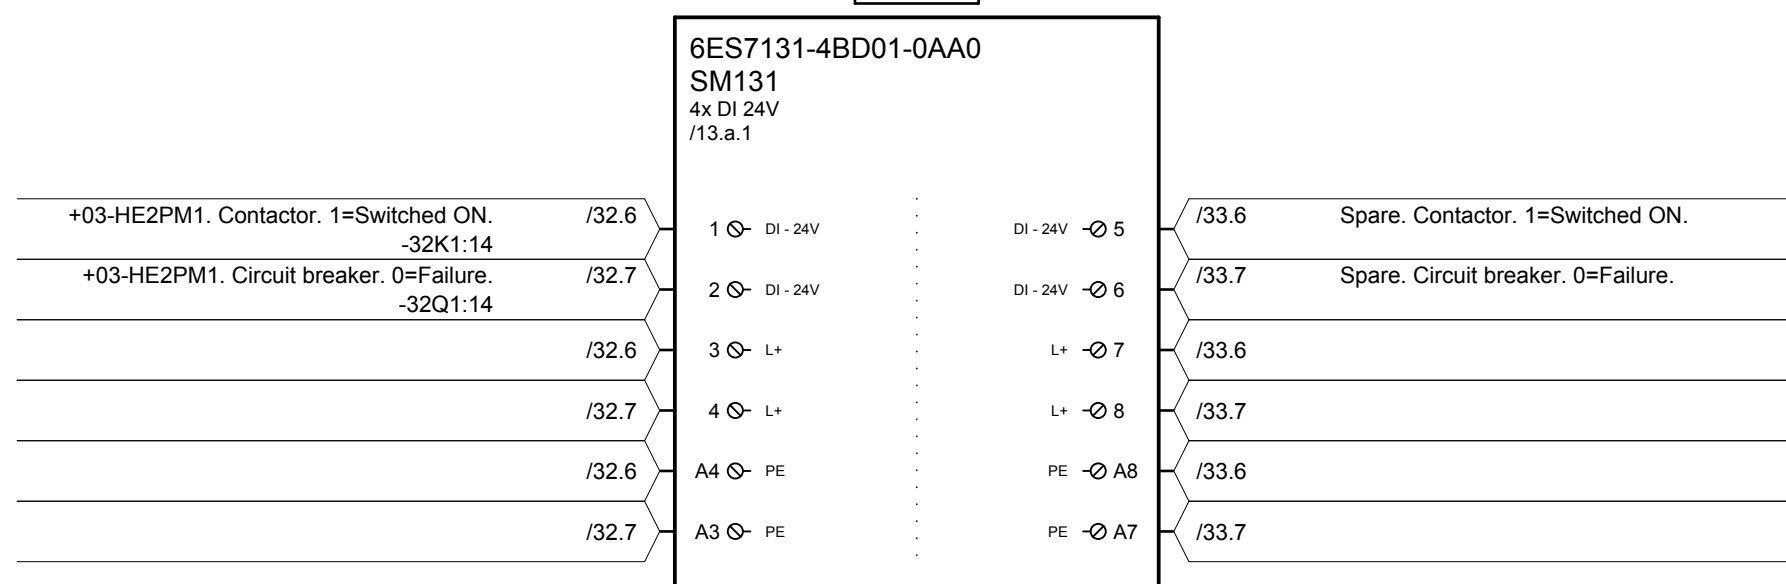 6ES7131-4BD01-0AA0
SM131
4x DI 24V
/13.a.1
+03-HE2PM1. Contactor. 1=Switched ON. /32.6 1 DI - 24V DI - 24V 5 /33.6 Spare. Contactor. 1=Switched ON.
-32K1:14
+03-HE2PM1. Circuit breaker. 0=Failure. /32.7 2 DI - 24V DI - 24V 6 /33.7 Spare. Circuit breaker. 0=Failure.
-32Q1:14
/32.6 3 L+ L+ 7 /33.6
/32.7 4 L+ L+ 8 /33.7
/32.6 A4 PE PE A8 /33.6
/32.7 A3 PE PE A7 /33.7